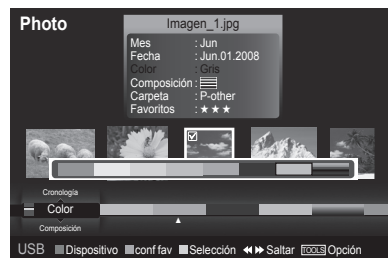 Photo
Imagen_1.jpg
Mes : Jun
Fecha : Jun.01.2008
Color : Gris
Composición :
Carpeta : P-other
Favoritos : ★ ★ ★
Cronología
Color
Composición
USB Dispositivo conf fav Selección Saltar TOOLS Opción